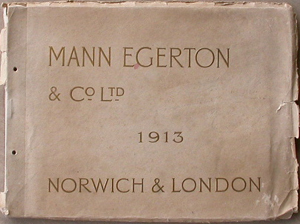 MANN EGERTON
& Co LTD
1913
NORWICH & LONDON